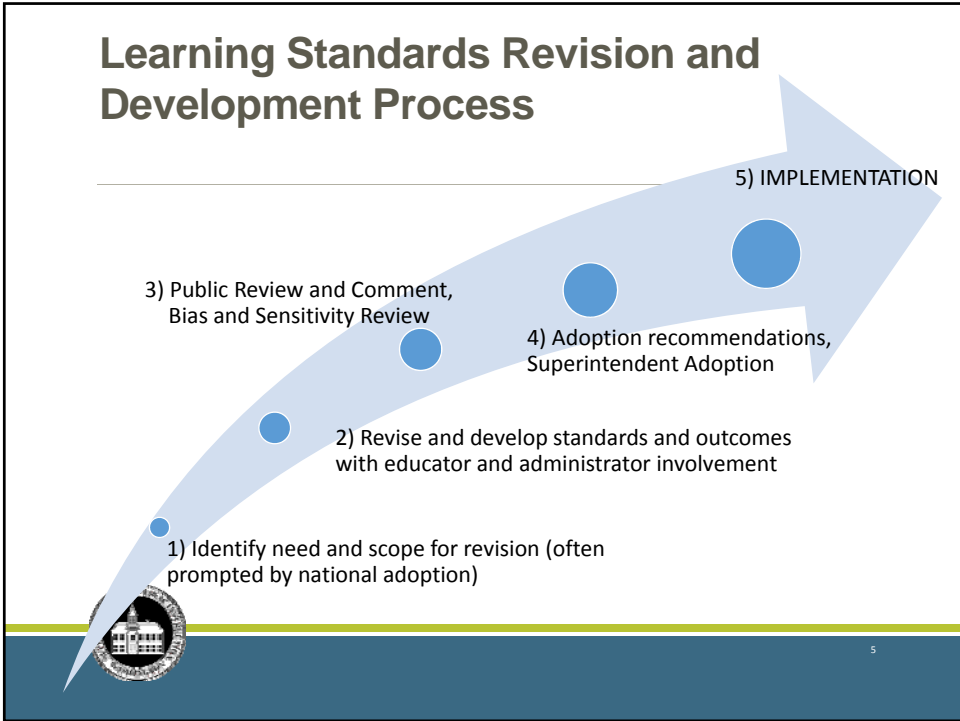 Learning Standards Revision and
Development Process
5) IMPLEMENTATION
3) Public Review and Comment,
Bias and Sensitivity Review
4) Adoption recommendations,
Superintendent Adoption
2) Revise and develop standards and outcomes
with educator and administrator involvement
1) Identify need and scope for revision (often
prompted by national adoption)
5